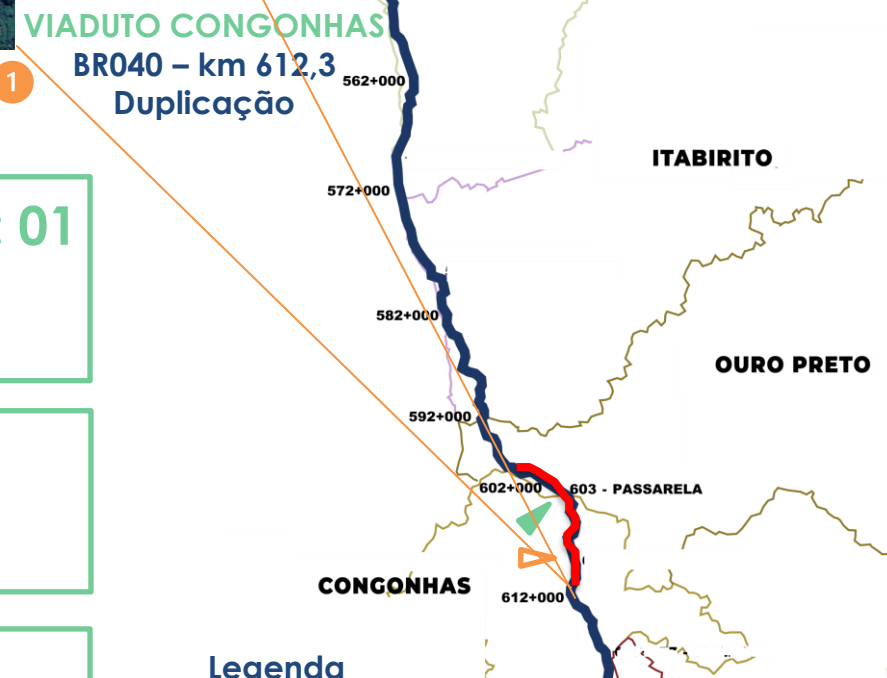 VIADUTO CONGONHAS
BR040 – km 612,3
Duplicação
1
562+000
ITABIRITO
572+000
: 01
582+000
OURO PRETO
592+000
602+000
603 - PASSARELA
CONGONHAS
612+000
Legenda